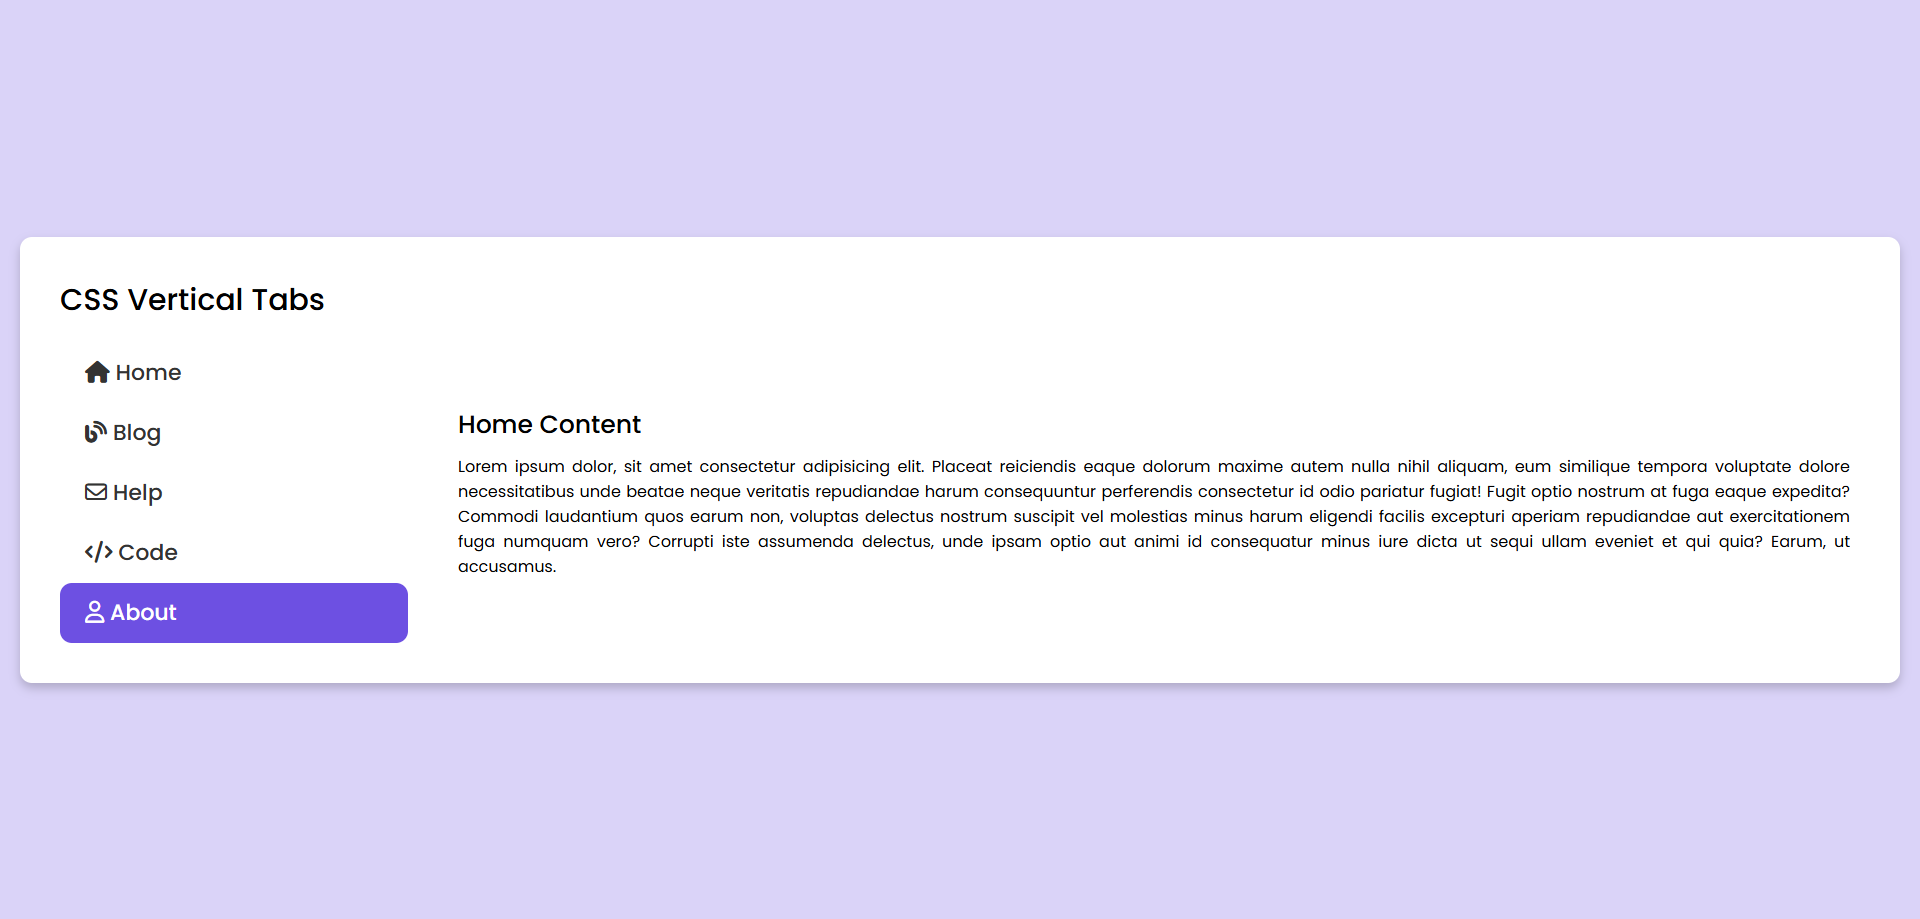 CSS Vertical Tabs
Home
Blog
Help
Code
About
Home Content
Lorem ipsum dolor, sit amet consectetur adipisicing elit. Placeat reiciendis eaque dolorum maxime autem nulla nihil aliquam, eum similique tempora voluptate dolore
necessitatibus unde beatae neque veritatis repudiandae harum consequuntur perferendis consectetur id odio pariatur fugiat! Fugit optio nostrum at fuga eaque expedita?
Commodi laudantium quos earum non, voluptas delectus nostrum suscipit vel molestias minus harum eligendi facilis excepturi aperiam repudiandae aut exercitationem
fuga numquam vero? Corrupti iste assumenda delectus, unde ipsam optio aut animi id consequatur minus iure dicta ut sequi ullam eveniet et qui quia? Earum, ut
accusamus.